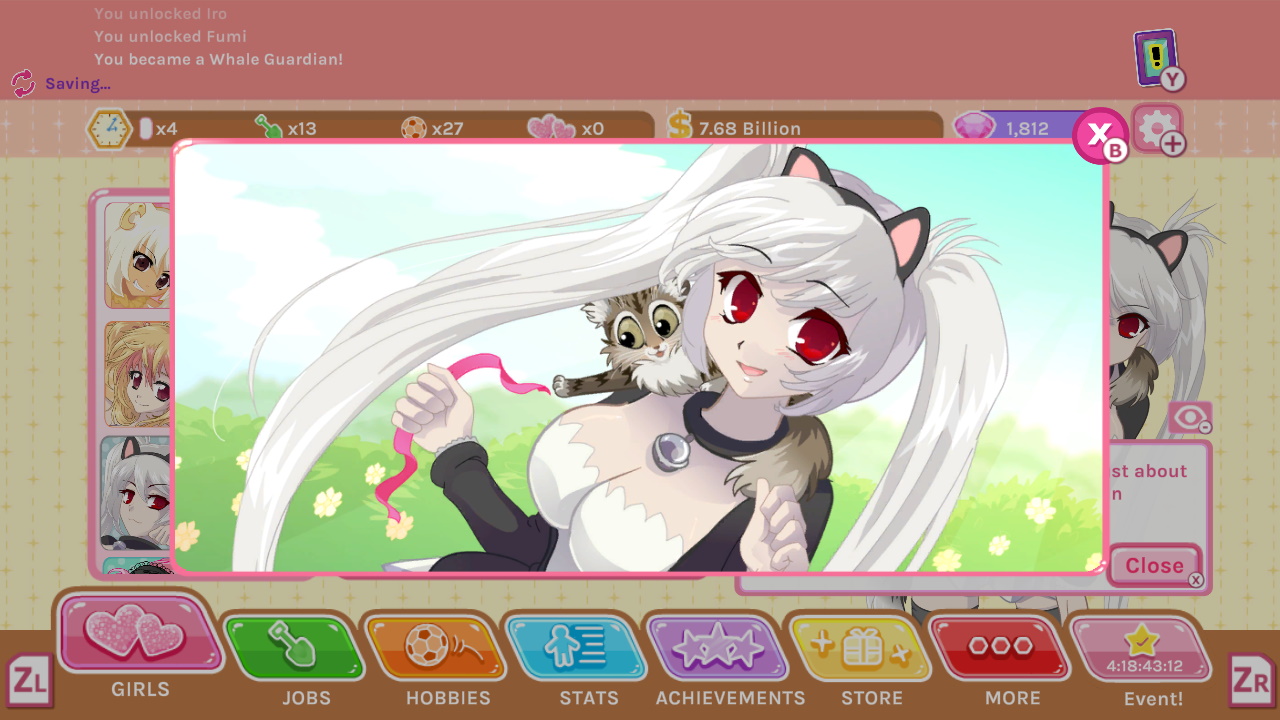 You unlocked Iro
You unlocked Fumi
You became a Whale Guardian!
Saving...
Y
x4
x13
x27
x0
$ 7.68 Billion
1,812
X
B
+
-
st about
n
Close
X
ZL
GIRLS
JOBS
HOBBIES
STATS
ACHIEVEMENTS
STORE
MORE
4:18:43:12
Event!
ZR